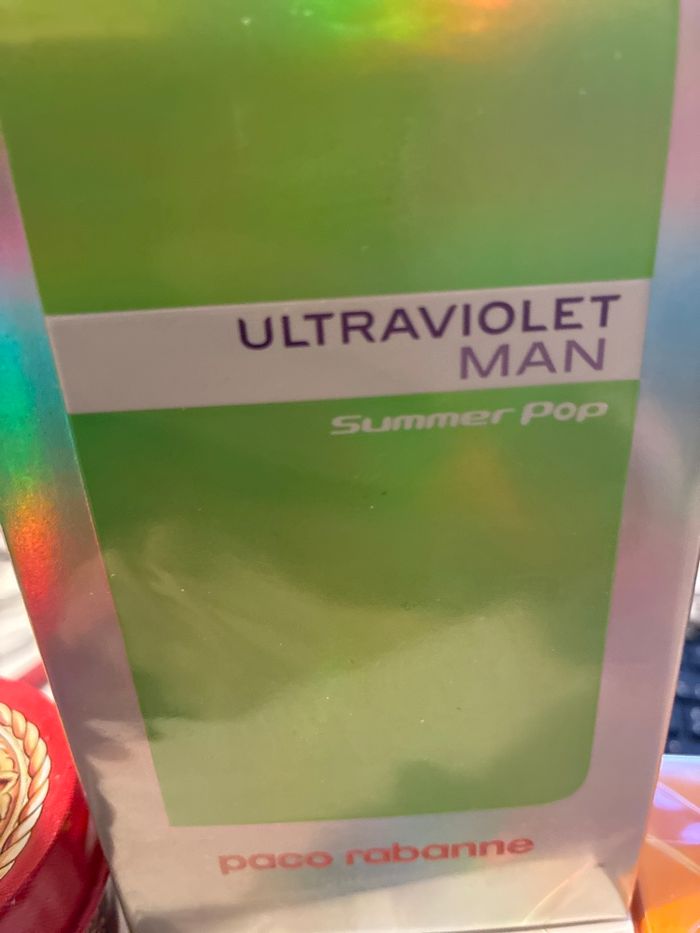 ULTRAVIOLET
MAN
Summer Pop
paco rabanne